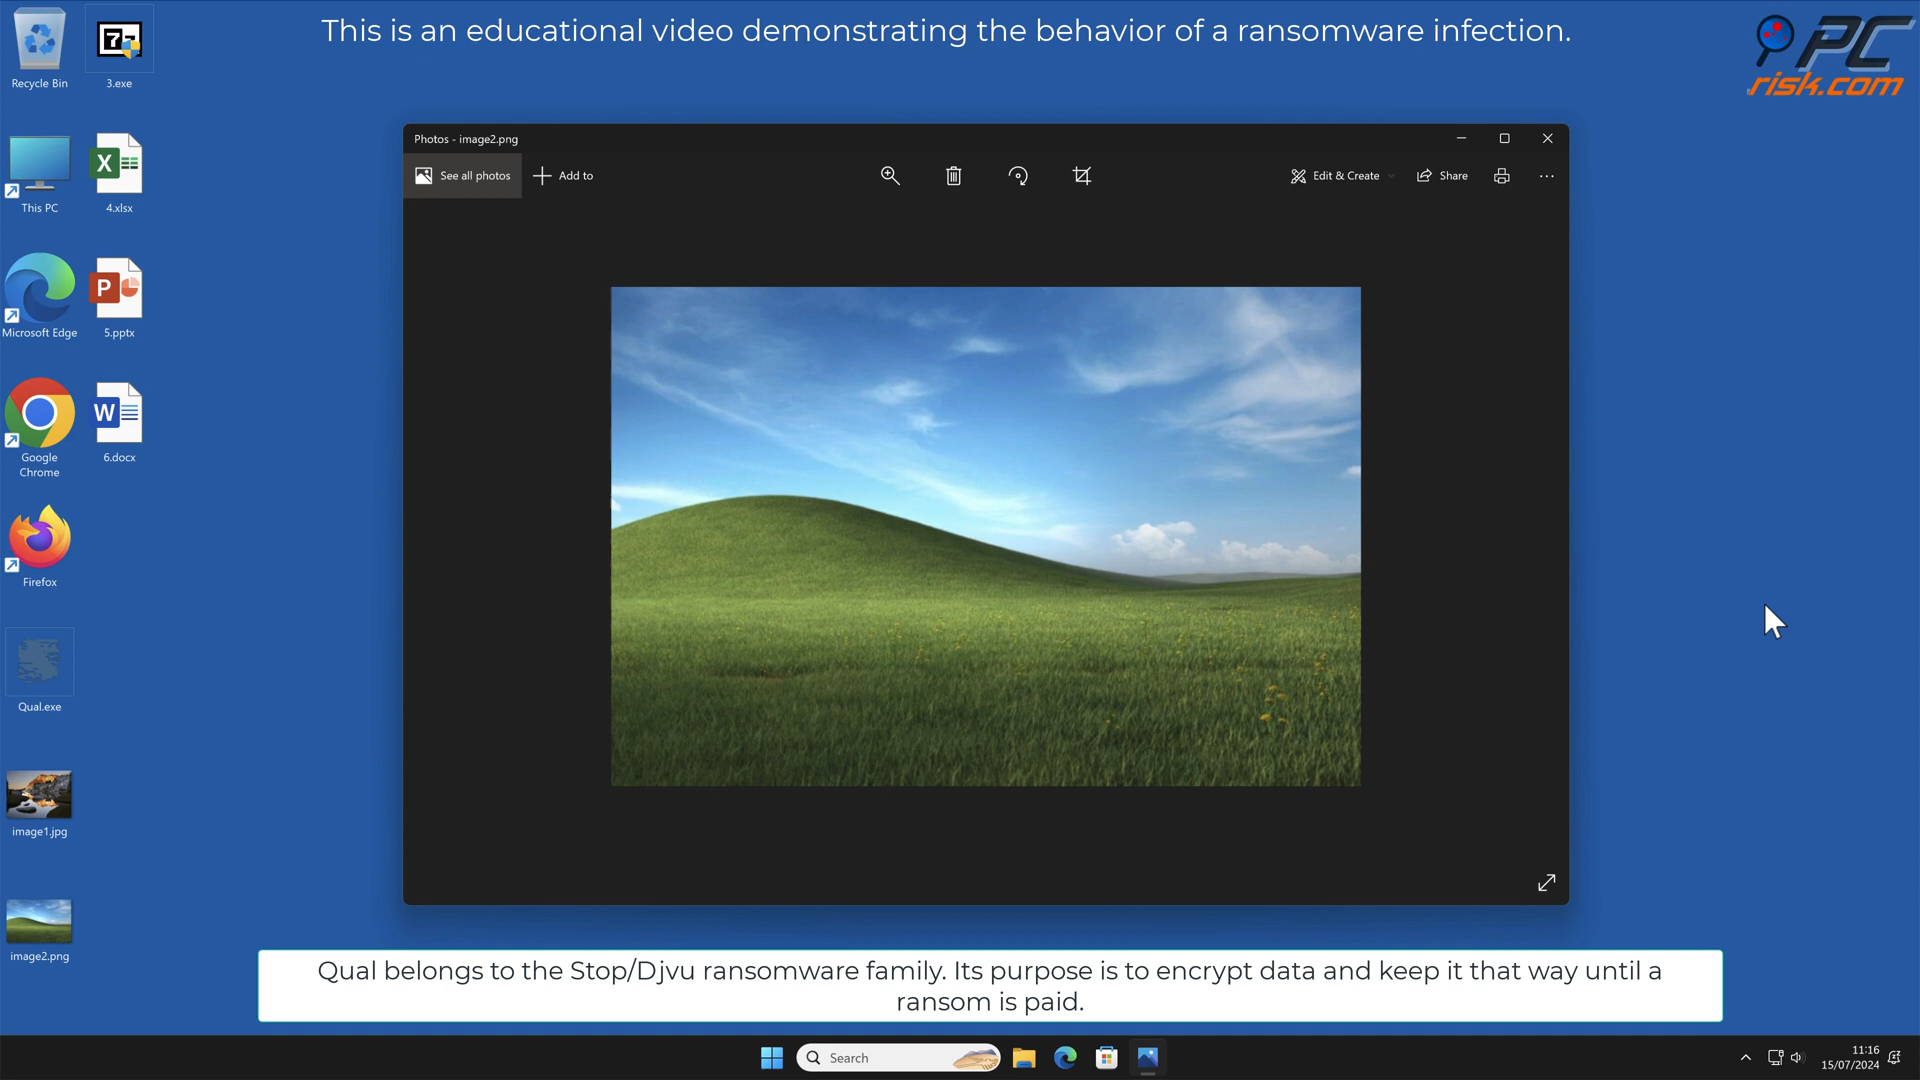 This is an educational video demonstrating the behavior of a ransomware infection.
PC
risk.com
Recycle Bin
3.exe
This PC
4.xlsx
Microsoft Edge
5.pptx
Google
Chrome
6.docx
Firefox
Qual.exe
image1.jpg
image2.png
Photos - image2.png
See all photos
Add to
Edit & Create
Share
Qual belongs to the Stop/Djvu ransomware family. Its purpose is to encrypt data and keep it that way until a
ransom is paid.
Search
11:16
15/07/2024